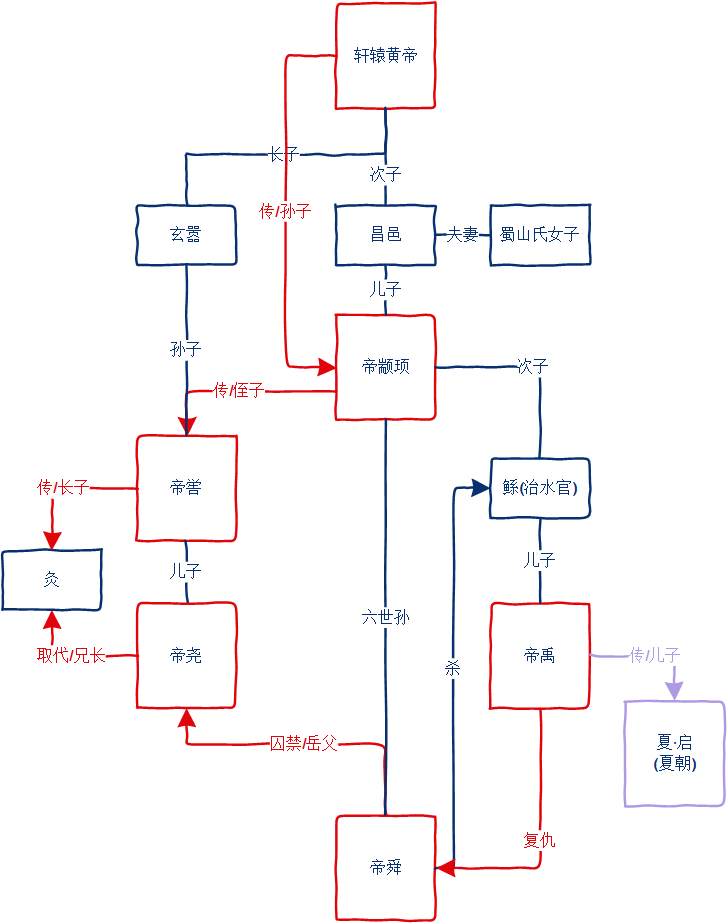 轩辕黄帝
长子
次子
传/孙子
玄嚣
昌邑
夫妻
蜀山氏女子
儿子
孙子
帝颛顼
次子
传/侄子
帝喾
传/长子
鲧(治水官)
灸
儿子
儿子
六世孙
取代/兄长
帝尧
杀
帝禹
传/儿子
囚禁/岳父
夏·启
(夏朝)
复仇
帝舜